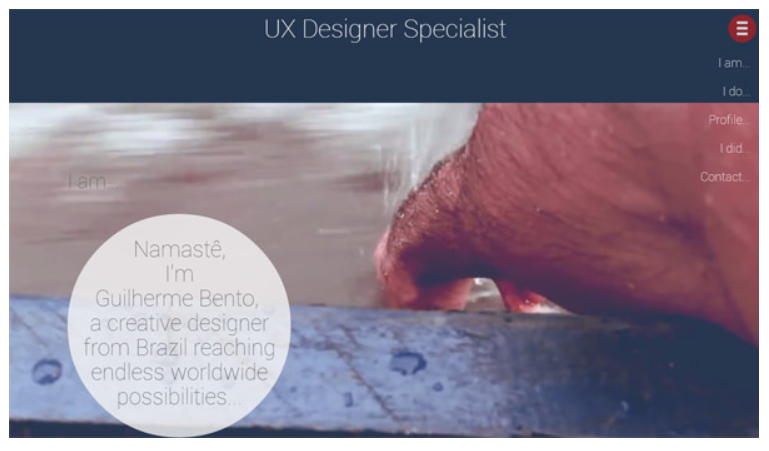 UX Designer Specialist
I am...
I do...
Profile...
I did...
Contact...
I am...
Namastê,
I'm
Guilherme Bento,
a creative designer
from Brazil reaching
endless worldwide
possibilities...